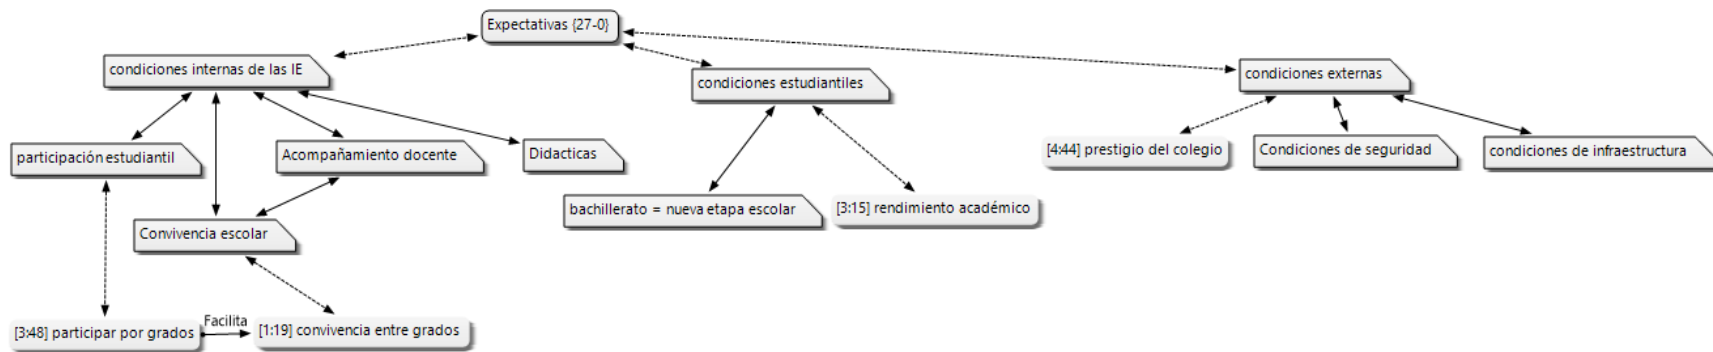 Expectativas {27-0}
condiciones internas de las IE
condiciones estudiantiles
condiciones externas
participación estudiantil
Acompañamiento docente
Didacticas
[4:44] prestigio del colegio
Condiciones de seguridad
condiciones de infraestructura
Convivencia escolar
bachillerato = nueva etapa escolar
[3:15] rendimiento académico
[3:48] participar por grados
Facilita
[1:19] convivencia entre grados